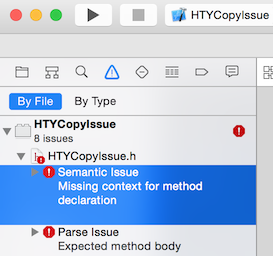 HTYCopyIssue
By File
By Type
HTYCopyIssue
8 issues
HTYCopyIssue.h
Semantic Issue
Missing context for method
declaration
Parse Issue
Expected method body